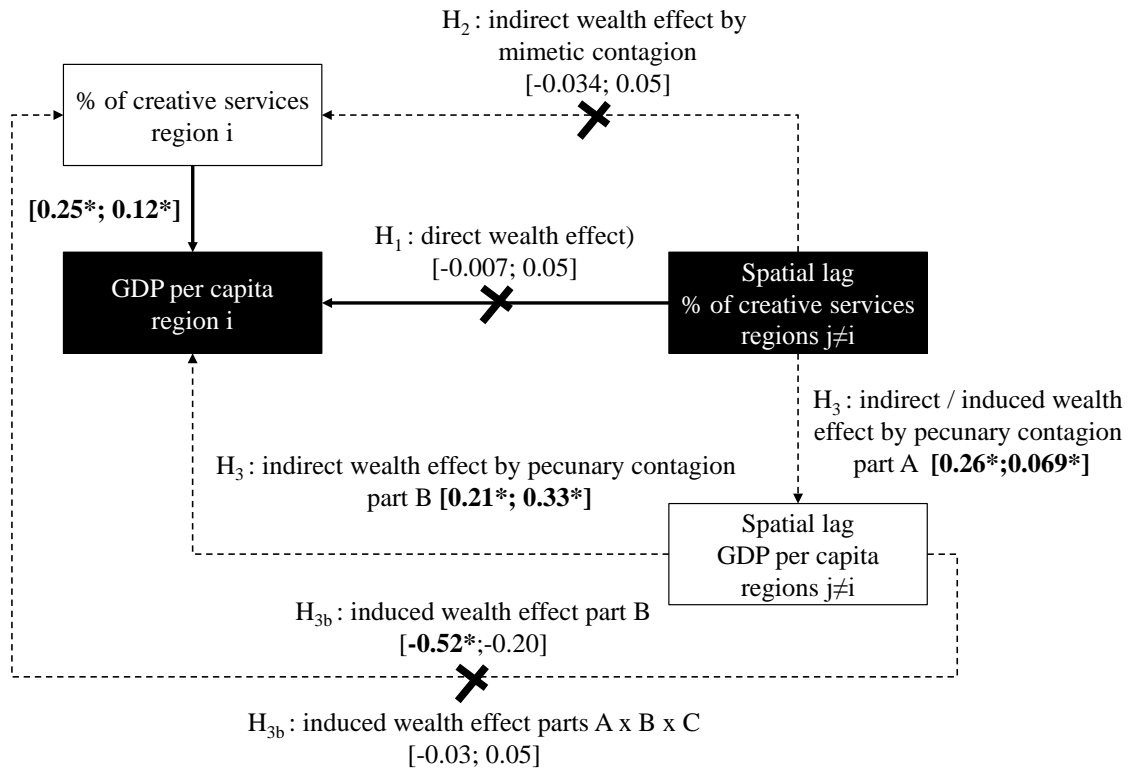 H2 : indirect wealth effect by
mimetic contagion
[-0.034; 0.05]
% of creative services
region i
[0.25*; 0.12*]
H1 : direct wealth effect)
[-0.007; 0.05]
GDP per capita
region i
Spatial lag
% of creative services
regions j≠i
H3 : indirect / induced wealth
effect by pecunary contagion
part A [0.26*;0.069*]
H3 : indirect wealth effect by pecunary contagion
part B [0.21*; 0.33*]
Spatial lag
GDP per capita
regions j≠i
H3b : induced wealth effect part B
[-0.52*;-0.20]
H3b : induced wealth effect parts A x B x C
[-0.03; 0.05]